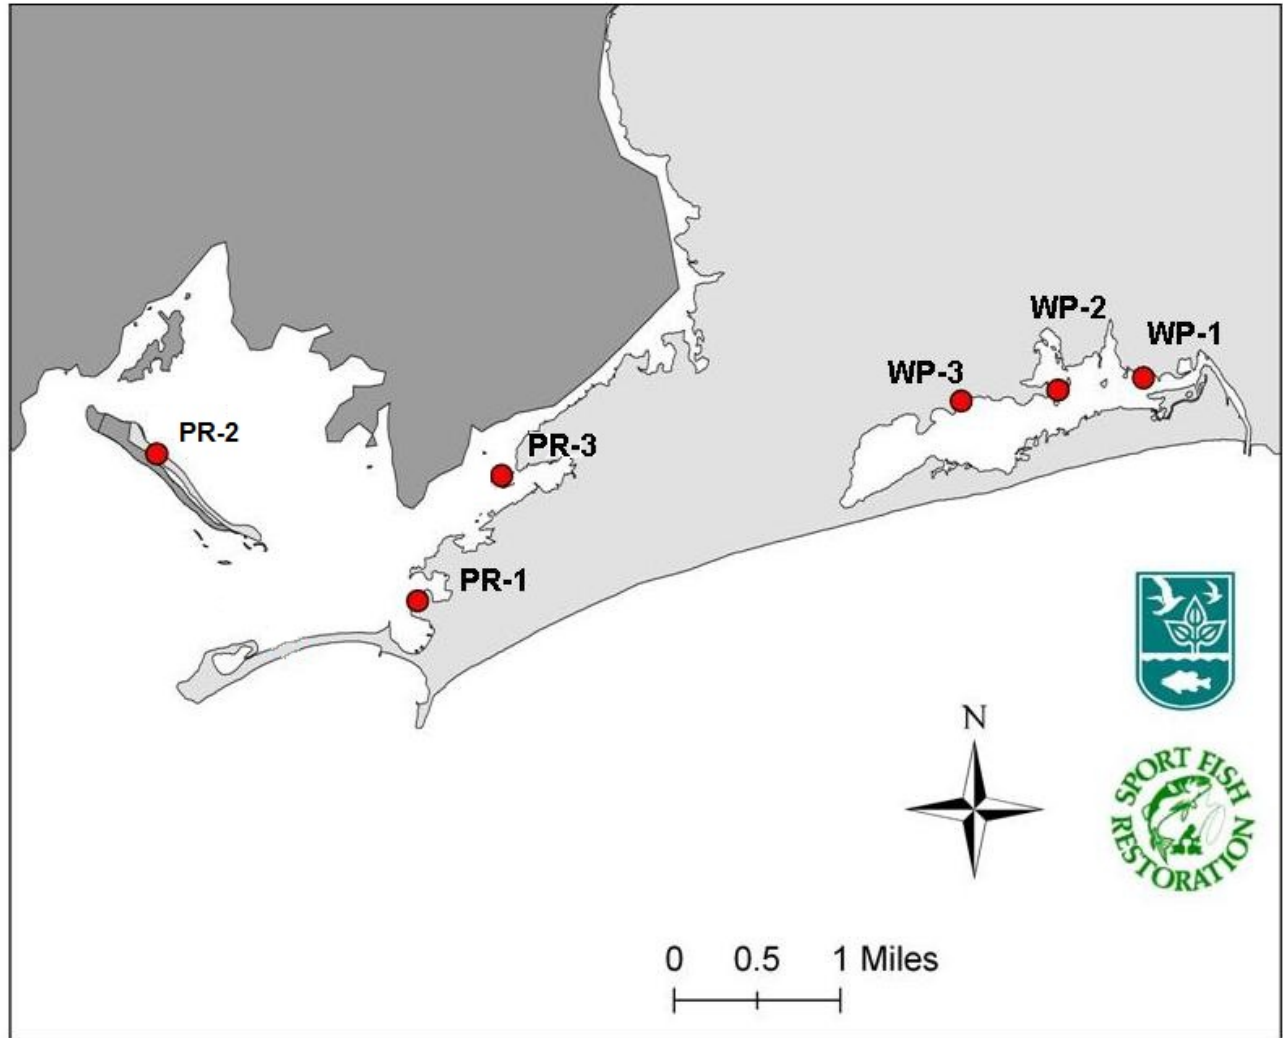 WP-2
WP-1
WP-3
PR-2
PR-3
PR-1
N
SPORT FISH
RESTORATION
0 0.5 1 Miles